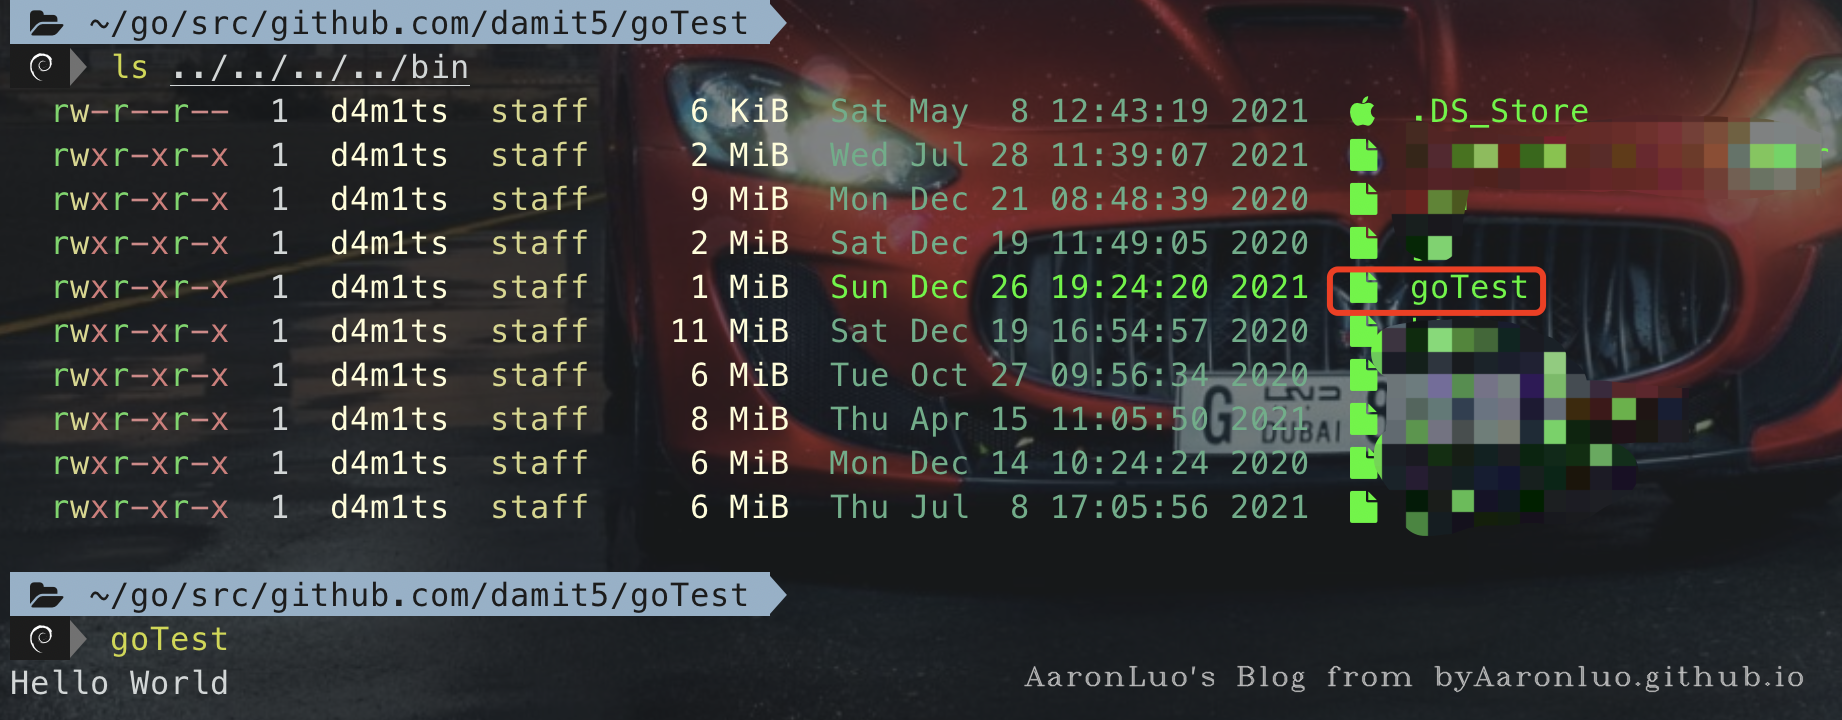 ~/go/src/github.com/damit5/goTest
ls ../../../../bin
rw-r--r-- 1 d4m1ts staff 6 KiB Sat May 8 12:43:19 2021 .DS_Store
rwxr-xr-x 1 d4m1ts staff 2 MiB Wed Jul 28 11:39:07 2021
rwxr-xr-x 1 d4m1ts staff 9 MiB Mon Dec 21 08:48:39 2020
rwxr-xr-x 1 d4m1ts staff 2 MiB Sat Dec 19 11:49:05 2020
rwxr-xr-x 1 d4m1ts staff 1 MiB Sun Dec 26 19:24:20 2021 goTest
rwxr-xr-x 1 d4m1ts staff 11 MiB Sat Dec 19 16:54:57 2020
rwxr-xr-x 1 d4m1ts staff 6 MiB Tue Oct 27 09:56:34 2020
rwxr-xr-x 1 d4m1ts staff 8 MiB Thu Apr 15 11:05:50 2021
G DUBAI
rwxr-xr-x 1 d4m1ts staff 6 MiB Mon Dec 14 10:24:24 2020
rwxr-xr-x 1 d4m1ts staff 6 MiB Thu Jul 8 17:05:56 2021
~/go/src/github.com/damit5/goTest
goTest
Hello World
AaronLuo's Blog from byAaronluo.github.io